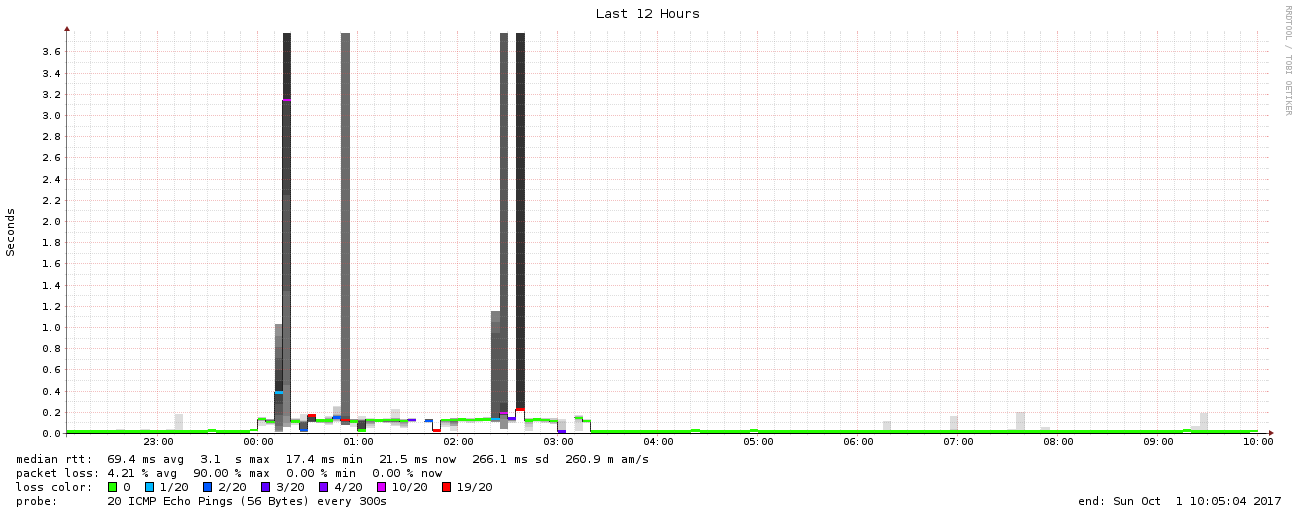 Last 12 Hours
RRDTOOL / TOBI OETIKER
Seconds
3.6
3.4
3.2
3.0
2.8
2.6
2.4
2.2
2.0
1.8
1.6
1.4
1.2
1.0
0.8
0.6
0.4
0.2
0.0
23:00 00:00 01:00 02:00 03:00 04:00 05:00 06:00 07:00 08:00 09:00 10:00
median rtt: 69.4 ms avg 3.1 s max 17.4 ms min 21.5 ms now 266.1 ms sd 260.9 m am/s
packet loss: 4.21 % avg 90.00 % max 0.00 % min 0.00 % now
loss color: 0 1/20 2/20 3/20 4/20 10/20 19/20
probe: 20 ICMP Echo Pings (56 Bytes) every 300s end: Sun Oct 1 10:05:04 2017